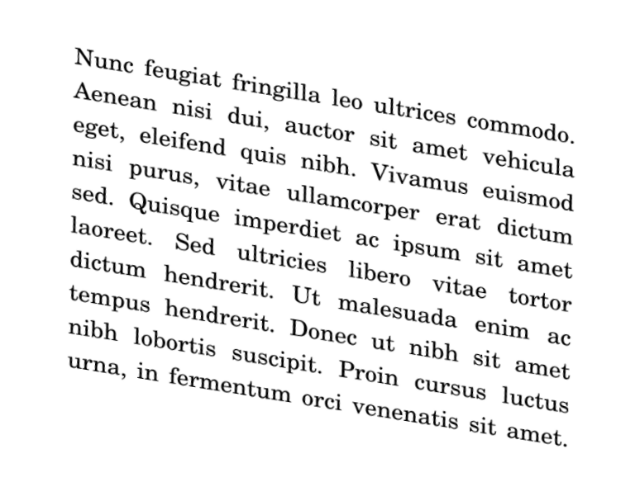 Nunc feugiat fringilla leo ultrices commodo.
Aenean nisi dui, auctor sit amet vehicula
eget, eleifend quis nibh. Vivamus euismod
nisi purus, vitae ullamcorper erat dictum
sed. Quisque imperdiet ac ipsum sit amet
laoreet. Sed ultricies libero vitae tortor
dictum hendrerit. Ut malesuada enim ac
tempus hendrerit. Donec ut nibh sit amet
nibh lobortis suscipit. Proin cursus luctus
urna, in fermentum orci venenatis sit amet.